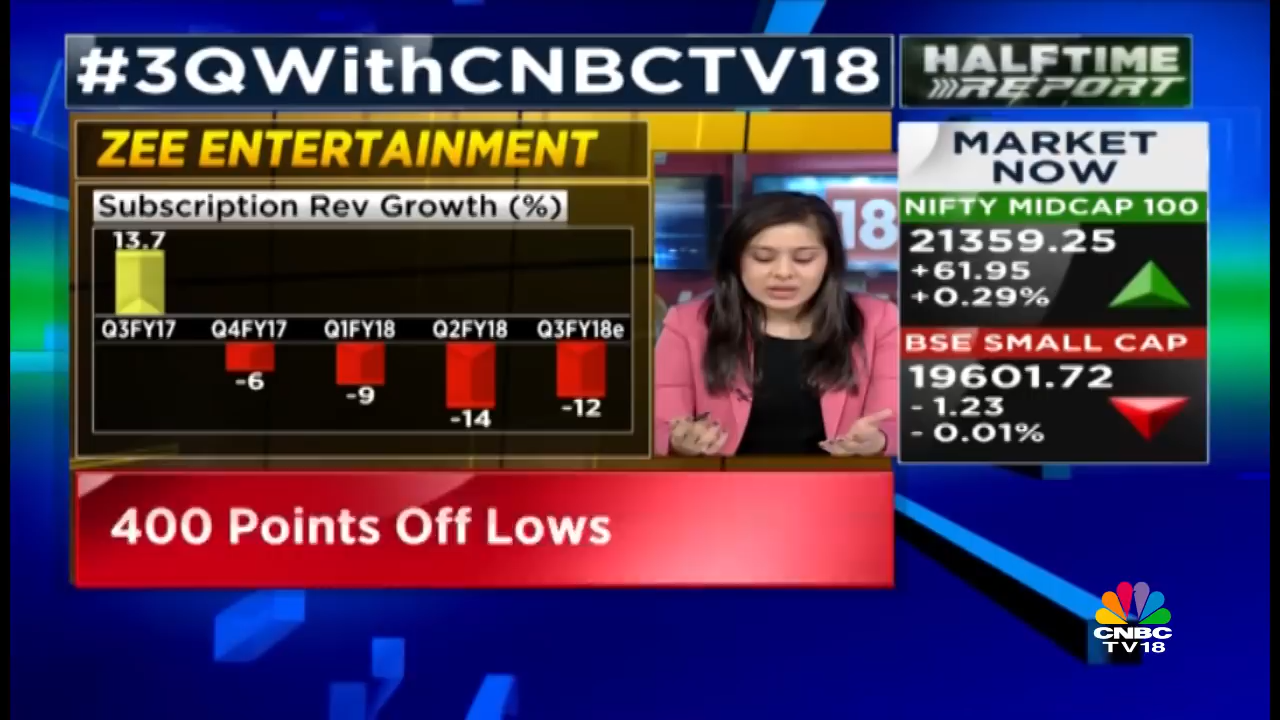 #3QWithCNBCTV18
HALFTIME
REPORT
ZEE ENTERTAINMENT
Subscription Rev Growth (%)
13.7
Q3FY17 Q4FY17 Q1FY18 Q2FY18 Q3FY18e
-6
-9
-14
-12
18
MARKET
NOW
NIFTY MIDCAP 100
21359.25
+61.95
+0.29%
BSE SMALL CAP
19601.72
- 1.23
- 0.01%
400 Points Off Lows
CNBC
TV18